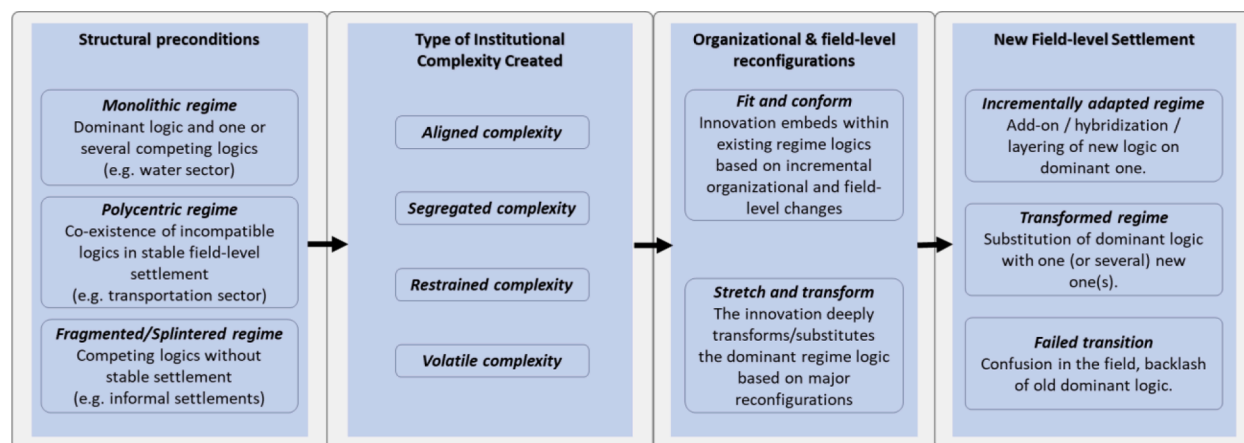 Structural preconditions
Monolithic regime
Dominant logic and one or
several competing logics
(e.g. water sector)
Polycentric regime
Co-existence of incompatible
logics in stable field-level
settlement
(e.g. transportation sector)
Fragmented/Splintered regime
Competing logics without
stable settlement
(e.g. informal settlements)
Type of Institutional
Complexity Created
Aligned complexity
Segregated complexity
Restrained complexity
Volatile complexity
Organizational & field-level
reconfigurations
Fit and conform
Innovation embeds within
existing regime logics
based on incremental
organizational and field-
level changes
Stretch and transform
The innovation deeply
transforms/substitutes
the dominant regime logic
based on major
reconfigurations
New Field-level Settlement
Incrementally adapted regime
Add-on / hybridization /
layering of new logic on
dominant one.
Transformed regime
Substitution of dominant logic
with one (or several) new
one(s).
Failed transition
Confusion in the field, backlash
of old dominant logic.